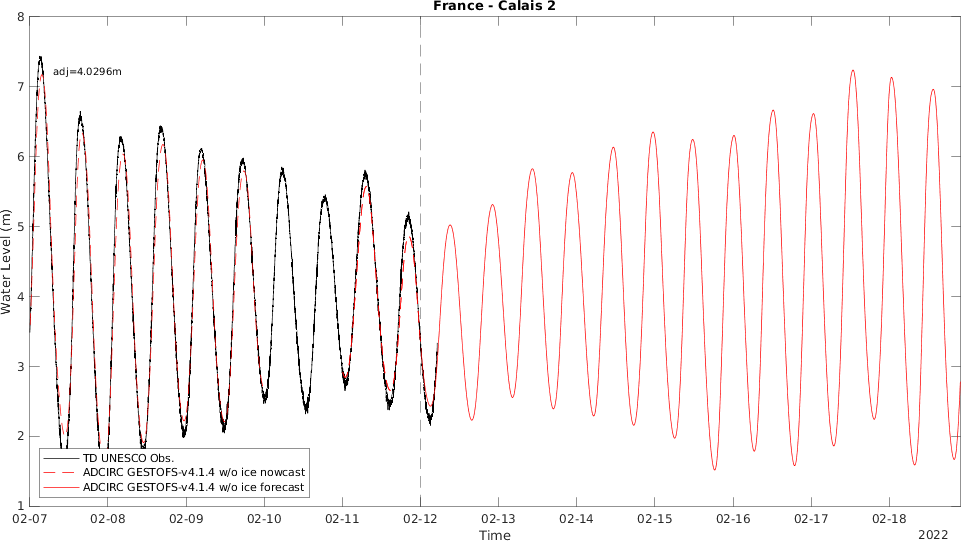 France - Calais 2
adj=4.0296m
Water Level (m)
8
7
6
5
4
3
2
1
TD UNESCO Obs.
ADCIRC GESTOFS-v4.1.4 w/o ice nowcast
ADCIRC GESTOFS-v4.1.4 w/o ice forecast
02-07 02-08 02-09 02-10 02-11 02-12 02-13 02-14 02-15 02-16 02-17 02-18
Time
2022